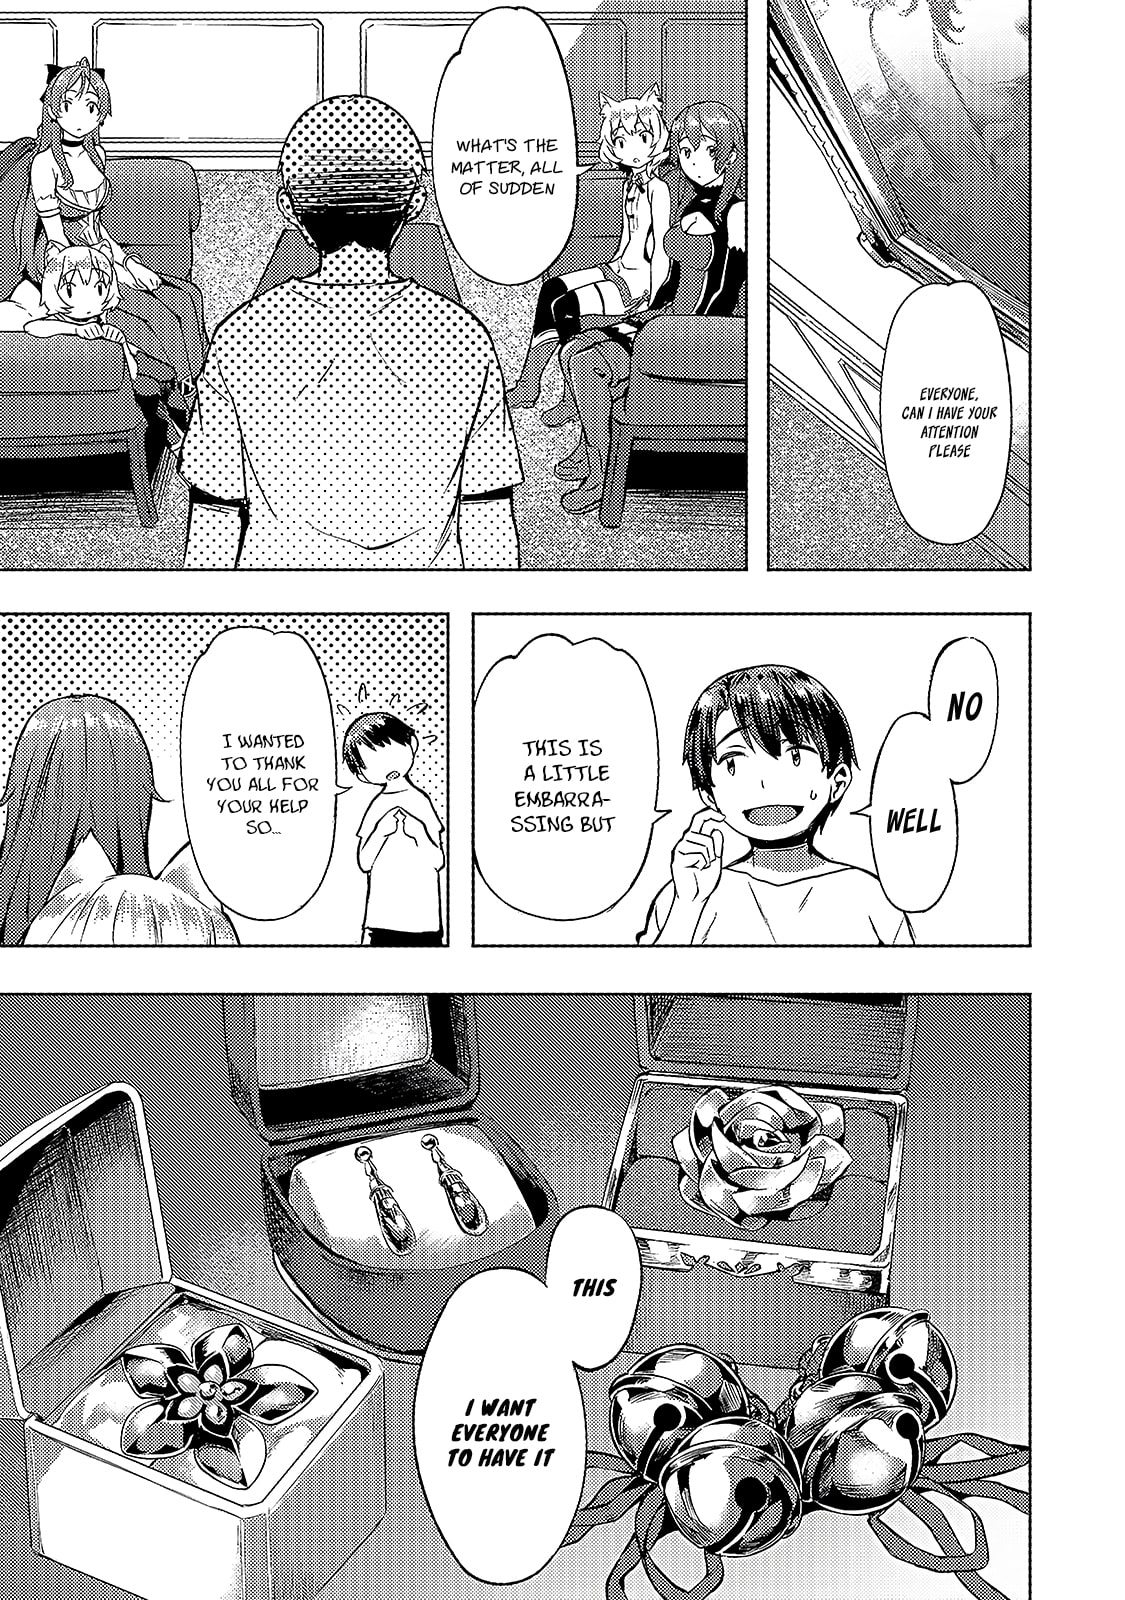 EVERYONE,
CAN I HAVE YOUR
ATTENTION
PLEASE
WHAT'S THE
MATTER, ALL
OF SUDDEN
NO
WELL
THIS IS
A LITTLE
EMBARRA-
SSING BUT
I WANTED
TO THANK
YOU ALL FOR
YOUR HELP
SO...
THIS
I WANT
EVERYONE
TO HAVE IT